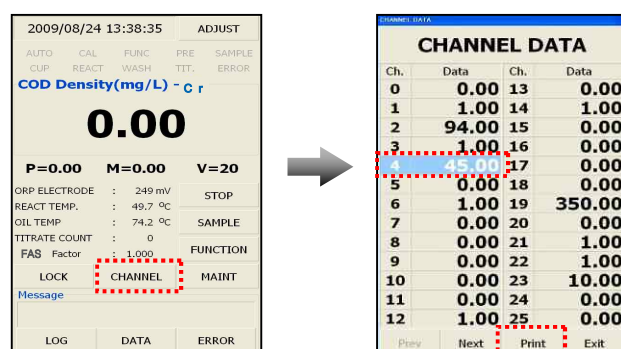 2009/08/24 13:38:35 ADJUST
AUTO CAL FUNC PRE SAMPLE
CUP REACT WASH TIT. ERROR
COD Density(mg/L) - Cr
0.00
P=0.00 M=0.00 V=20
ORP ELECTRODE : 249 mV
STOP
REACT TEMP. : 49.7 ºC
OIL TEMP : 74.2 ºC SAMPLE
TITRATE COUNT : 0
FUNCTION
FAS Factor : 1.000
LOCK CHANNEL MAINT
Message
LOG DATA ERROR
CHANNEL DATA
CHANNEL DATA
Ch. Data Ch. Data
0 0.00 13 0.00
1 1.00 14 1.00
2 94.00 15 0.00
3 1.00 16 0.00
4 45.00 17 0.00
5 0.00 18 0.00
6 1.00 19 350.00
7 0.00 20 0.00
8 0.00 21 1.00
9 0.00 22 1.00
10 0.00 23 10.00
11 0.00 24 0.00
12 1.00 25 0.00
Prev Next Print Exit